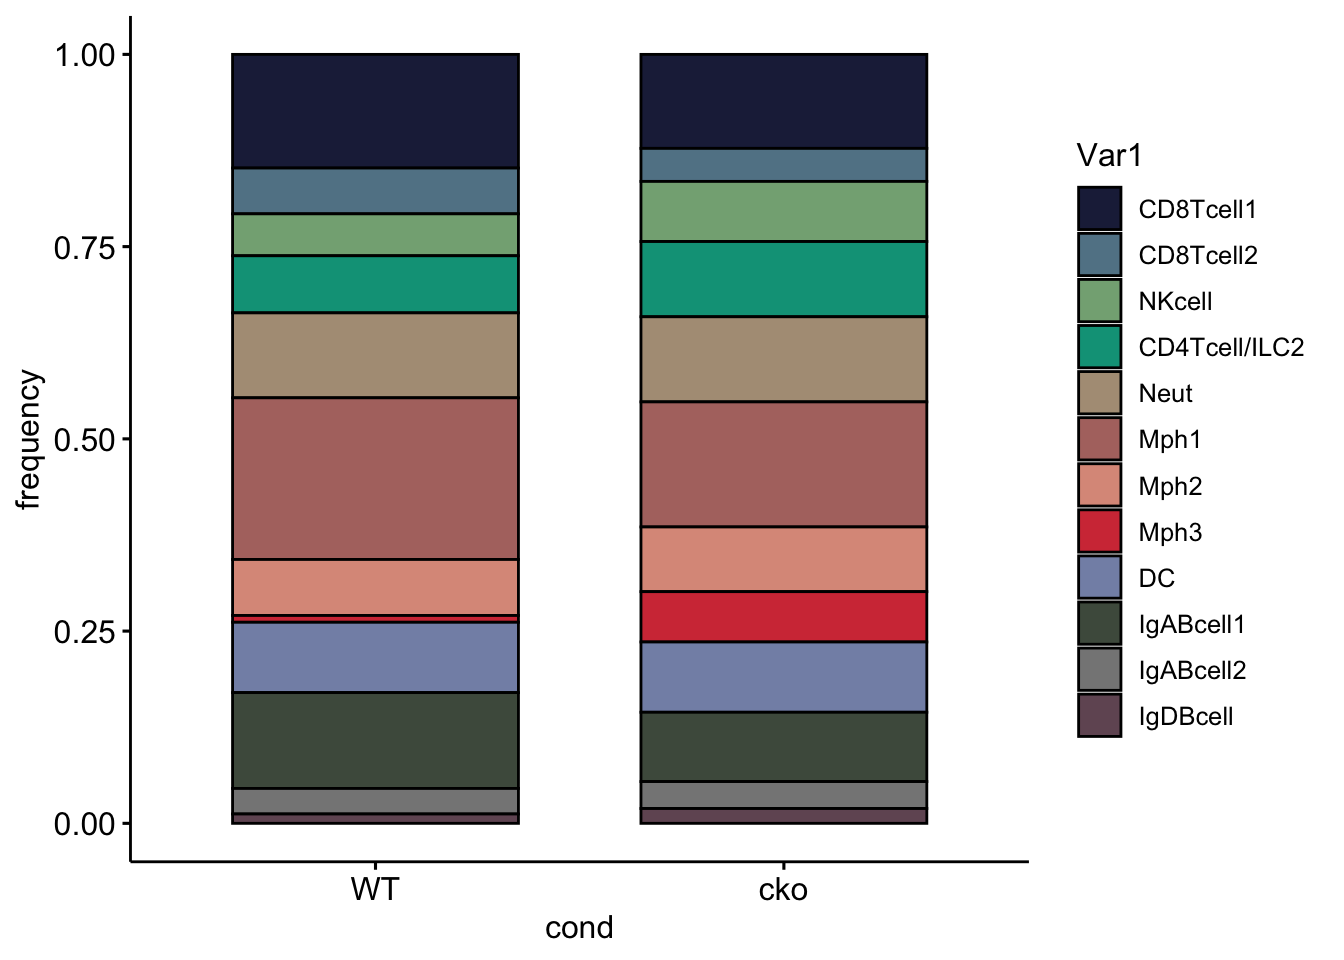 1.00
0.75
0.50
0.25
0.00
frequency
WT
cko
cond
Var1
CD8Tcell1
CD8Tcell2
NKcell
CD4Tcell/ILC2
Neut
Mph1
Mph2
Mph3
DC
IgABcell1
IgABcell2
IgDBcell